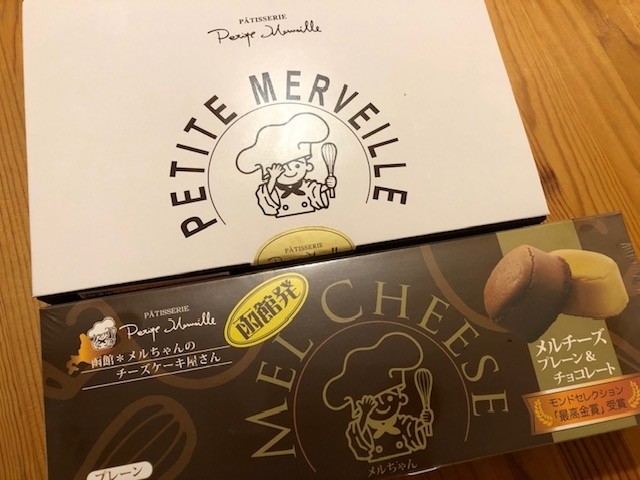 PÂTISSERIE
Petite Merveille
PETITE MERVEILLE
PÂTISSERIE
Petite Merveille
PÂTISSERIE
Petite Merveille
函館＊メルちゃんの
チーズケーキ屋さん
函館発
MEL CHEESE
メルちゃん
メルチーズ
プレーン&
チョコレート
モンドセレクション
「最高金賞」受賞
プレーン